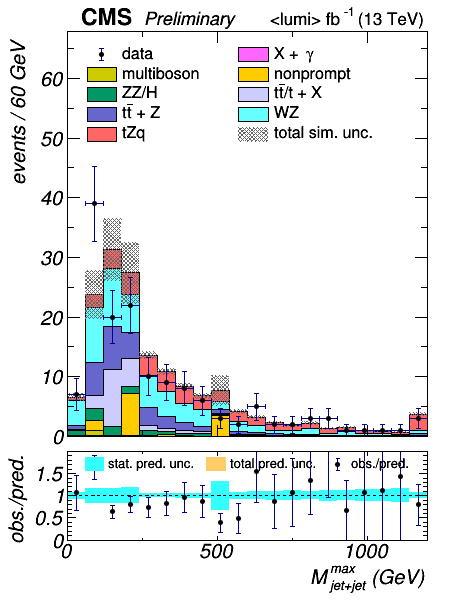 CMS Preliminary <lumi> fb⁻¹ (13 TeV)
events / 60 GeV
60
50
40
30
20
10
0
data
multiboson
ZZ/H
tt̄ + Z
tZq
X + γ
nonprompt
tt̄/t + X
WZ
total sim. unc.
obs./pred.
1.5
1
0.5
0
stat. pred. unc. total pred. unc. obs./pred.
0 500 1000
M^max_jet+jet (GeV)